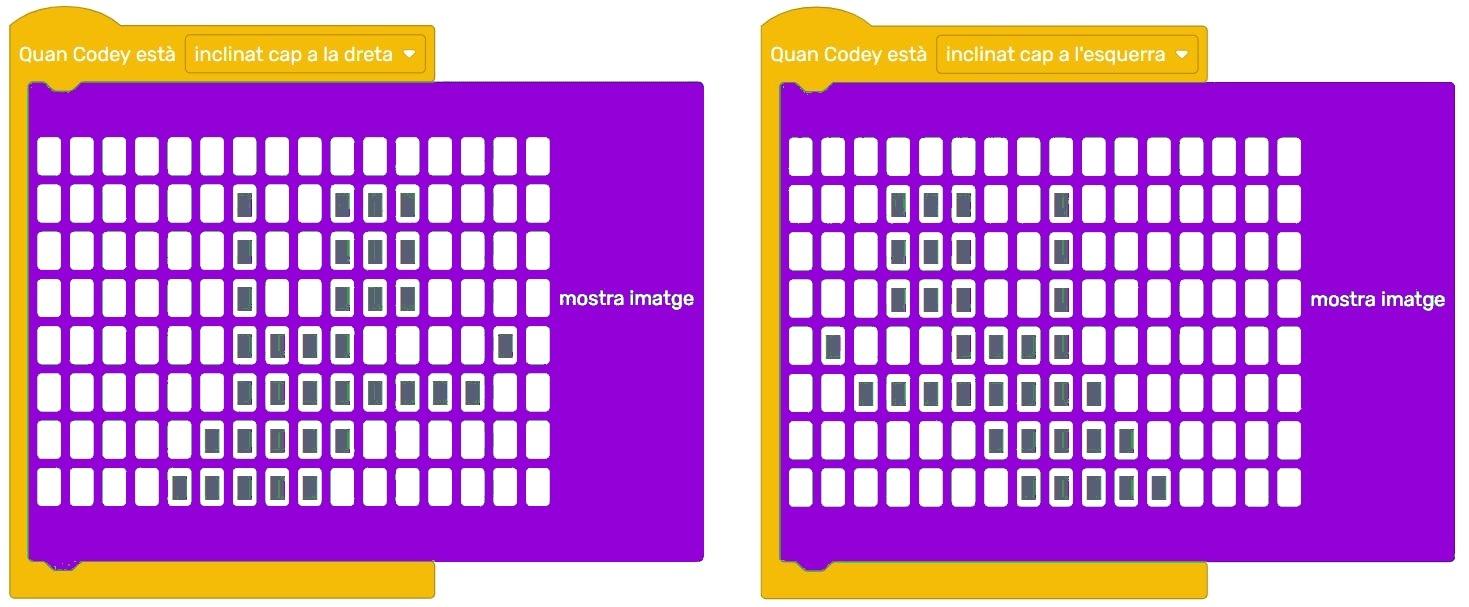 Quan Codey està inclinat cap a la dreta
mostra imatge
Quan Codey està inclinat cap a l'esquerra
mostra imatge